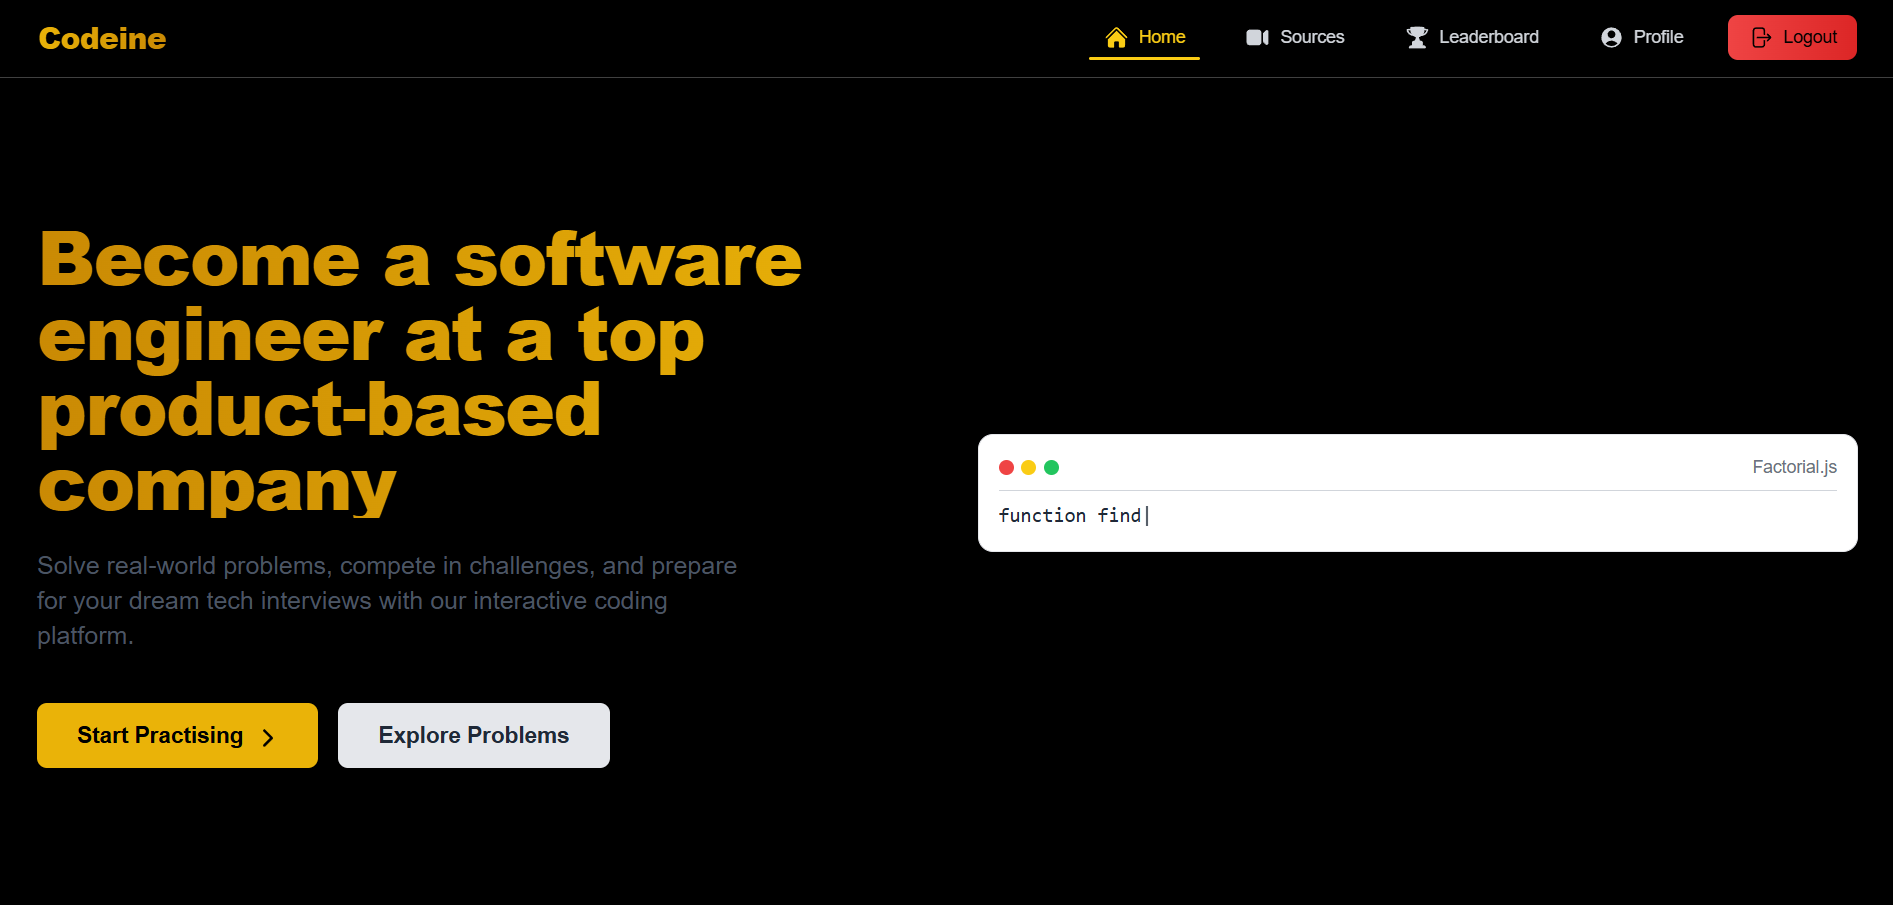 Codeine
Home
Sources
Leaderboard
Profile
Logout
Become a software
engineer at a top
product-based
company
Solve real-world problems, compete in challenges, and prepare
for your dream tech interviews with our interactive coding
platform.
Start Practising
Explore Problems
Factorial.js
function find|